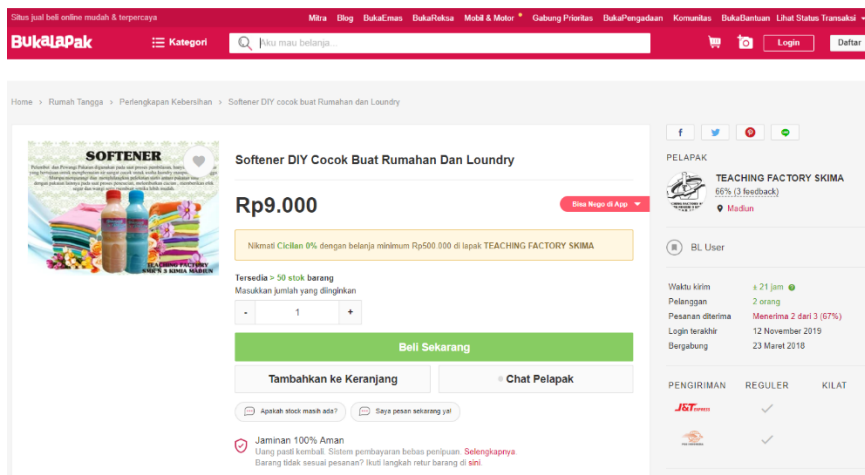 Situs jual beli online mudah & terpercaya
Mitra Blog BukaEmas BukaReksa Mobil & Motor Gabung Prioritas BukaPengadaan Komunitas BukaBantuan Lihat Status Transaksi
BukaLapak
Kategori
Aku mau belanja...
Login
Daftar
Home > Rumah Tangga > Perlengkapan Kebersihan > Softener DIY cocok buat Rumahan dan Loundry
SOFTENER
TEACHING FACTORY
SMK N 3 KIMIA MADIUN
Softener DIY Cocok Buat Rumahan Dan Loundry
Rp9.000
Bisa Nego di App
Nikmati Cicilan 0% dengan belanja minimum Rp500.000 di lapak TEACHING FACTORY SKIMA
Tersedia > 50 stok barang
Masukkan jumlah yang diinginkan
- 1 +
Beli Sekarang
Tambahkan ke Keranjang
Chat Pelapak
Apakah stock masih ada?
Saya pesan sekarang ya!
Jaminan 100% Aman
Uang pasti kembali. Sistem pembayaran bebas penipuan. Selengkapnya.
Barang tidak sesuai pesanan? Ikuti langkah retur barang di sini.
PELAPAK
TEACHING FACTORY SKIMA
66% (3 feedback)
Madiun
BL User
Waktu kirim ± 21 jam
Pelanggan 2 orang
Pesanan diterima Menerima 2 dari 3 (67%)
Login terakhir 12 November 2019
Bergabung 23 Maret 2018
PENGIRIMAN REGULER KILAT
J&T EXPRESS